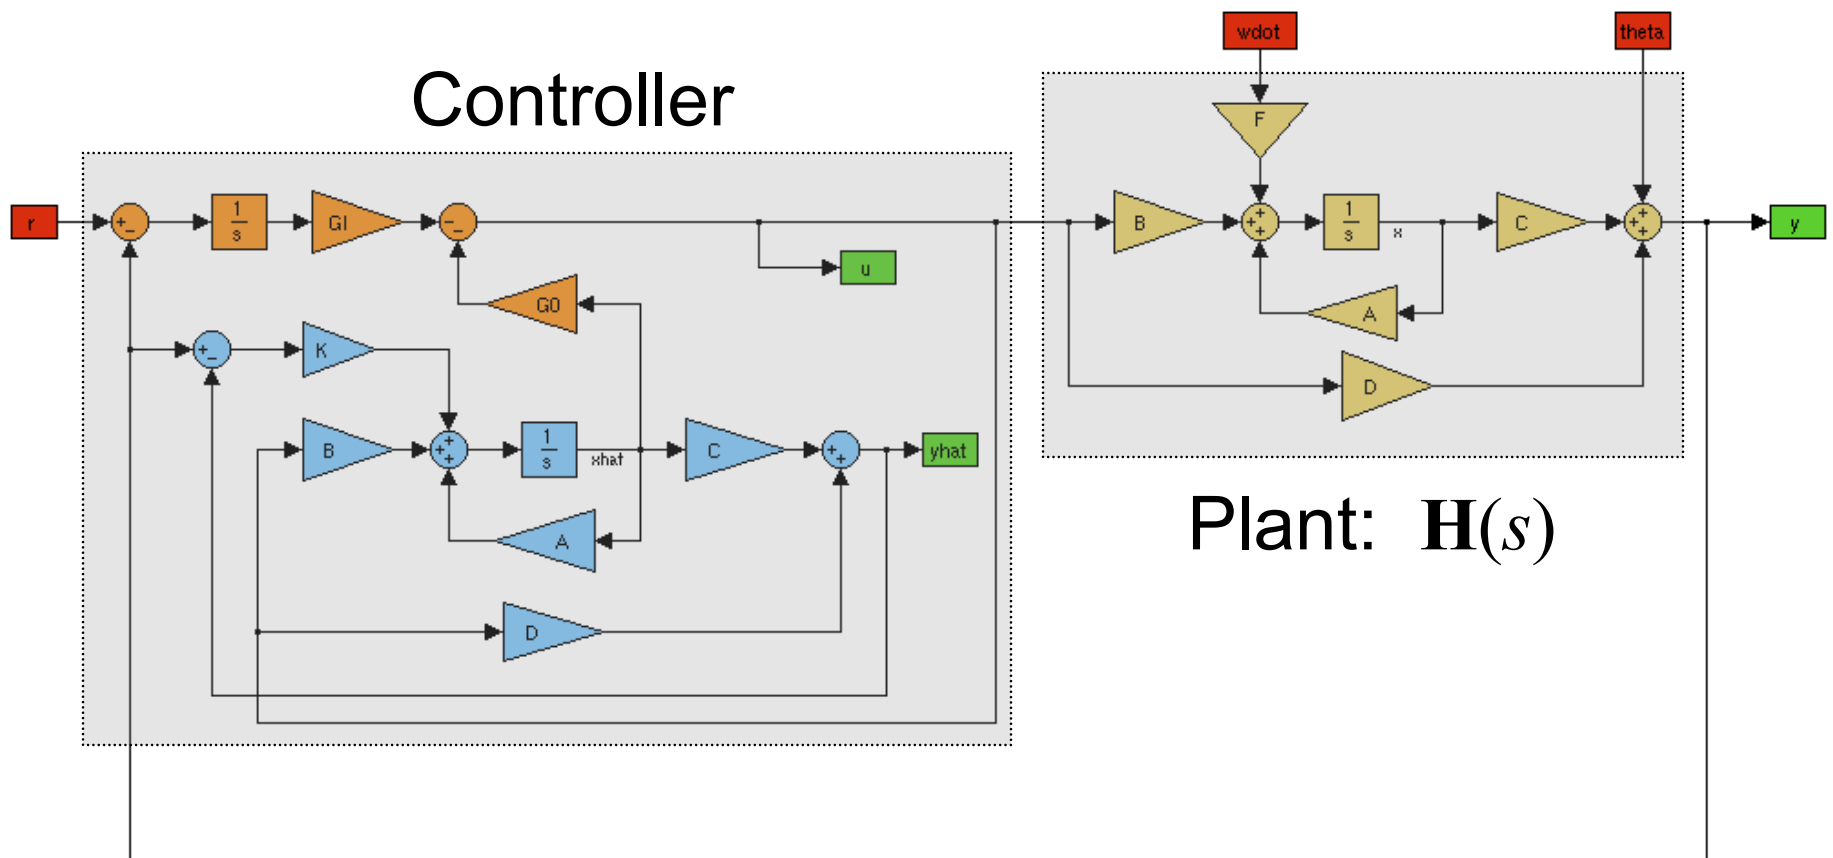 wdot
theta
Controller
F
r
+
-
1
s
GI
-
u
B
+
+
+
1
s
x
C
+
+
+
y
G0
A
+
-
K
D
B
+
+
+
1
s
xhat
C
+
+
yhat
A
Plant: H(s)
D